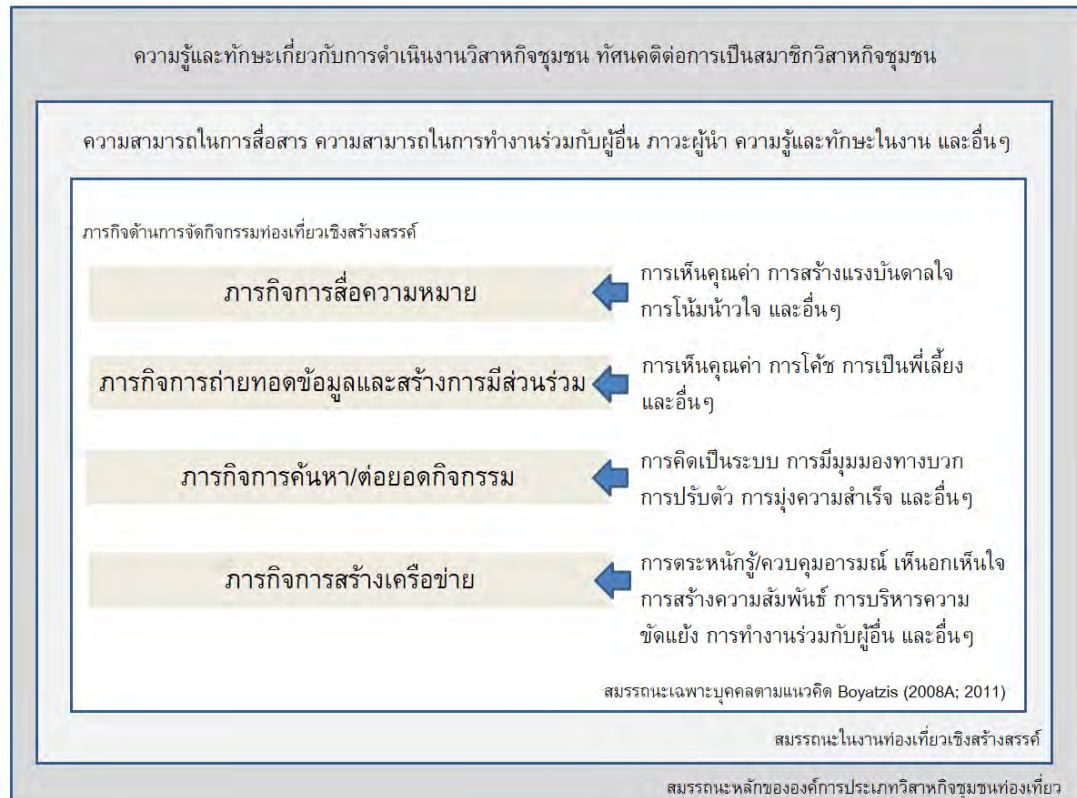 ความรู้และทักษะเกี่ยวกับการดำเนินงานวิสาหกิจชุมชน ทัศนคติต่อการเป็นสมาชิกวิสาหกิจชุมชน
ความสามารถในการสื่อสาร ความสามารถในการทำงานร่วมกับผู้อื่น ภาวะผู้นำ ความรู้และทักษะในงาน และอื่นๆ
ภารกิจด้านการจัดกิจกรรมท่องเที่ยวเชิงสร้างสรรค์
ภารกิจการสื่อความหมาย
การเห็นคุณค่า การสร้างแรงบันดาลใจ
การโน้มน้าวใจ และอื่นๆ
ภารกิจการถ่ายทอดข้อมูลและสร้างการมีส่วนร่วม
การเห็นคุณค่า การโค้ช การเป็นพี่เลี้ยง
และอื่นๆ
ภารกิจการค้นหา/ต่อยอดกิจกรรม
การคิดเป็นระบบ การมีมุมมองทางบวก
การปรับตัว การมุ่งความสำเร็จ และอื่นๆ
ภารกิจการสร้างเครือข่าย
การตระหนักรู้/ควบคุมอารมณ์ เห็นอกเห็นใจ
การสร้างความสัมพันธ์ การบริหารความ
ขัดแย้ง การทำงานร่วมกับผู้อื่น และอื่นๆ
สมรรถนะเฉพาะบุคคลตามแนวคิด Boyatzis (2008A; 2011)
สมรรถนะในงานท่องเที่ยวเชิงสร้างสรรค์
สมรรถนะหลักขององค์การประเภทวิสาหกิจชุมชนท่องเที่ยว